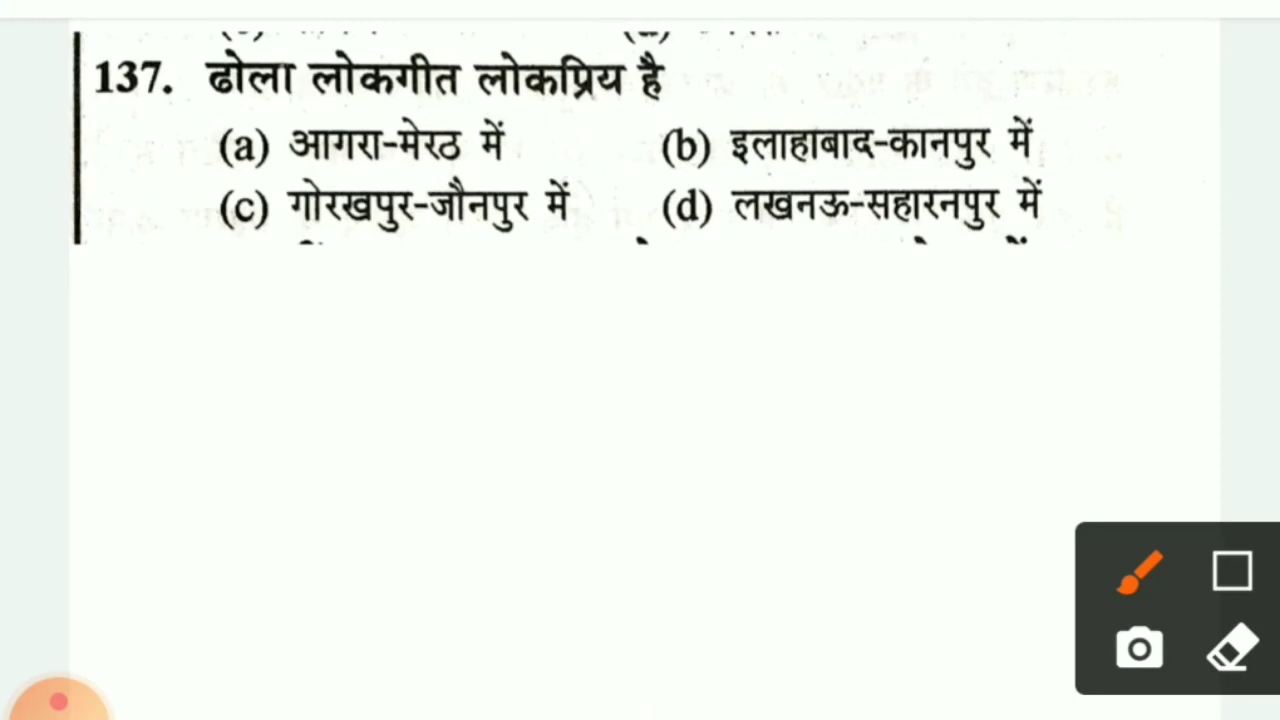 137. ढोला लोकगीत लोकप्रिय है
(a) आगरा-मेरठ में (b) इलाहाबाद-कानपुर में
(c) गोरखपुर-जौनपुर में (d) लखनऊ-सहारनपुर में